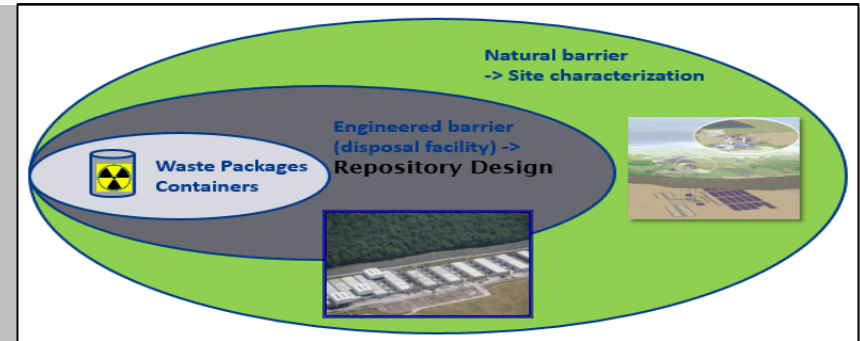 Natural barrier
-> Site characterization
Engineered barrier
(disposal facility) ->
Repository Design
Waste Packages
Containers